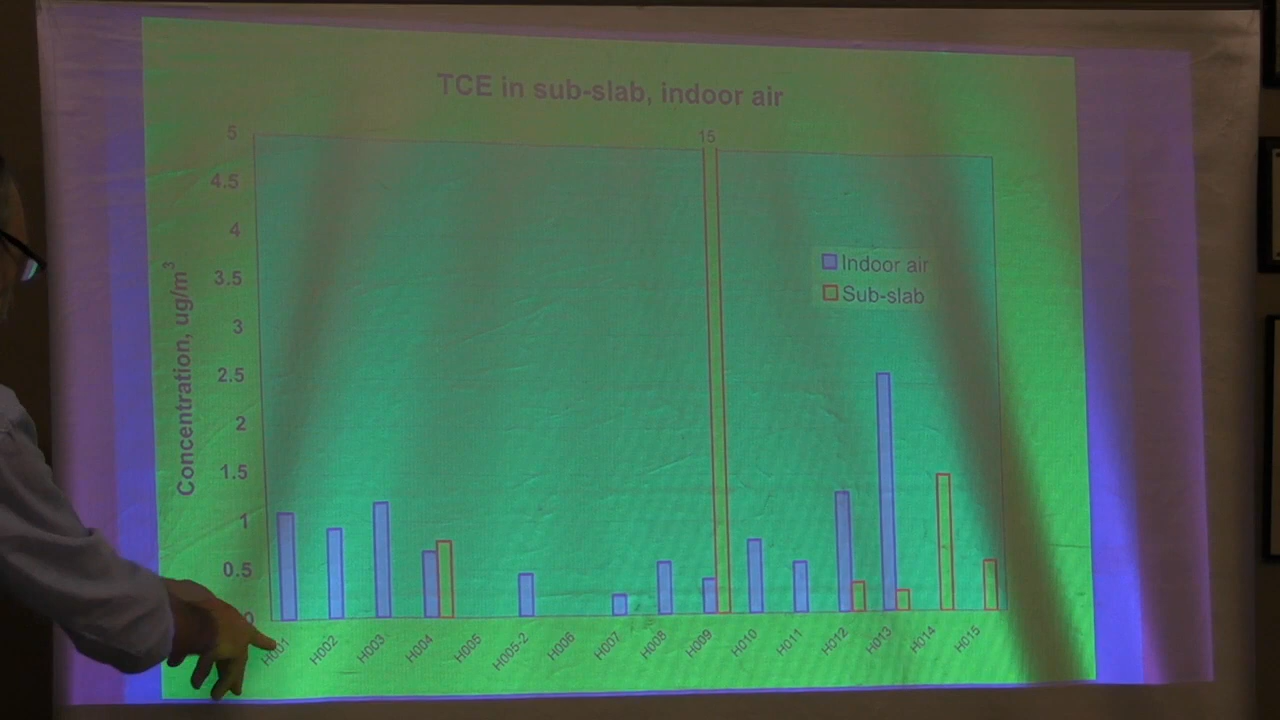 TCE in sub-slab, indoor air
15
5
4.5
4
3.5
3
2.5
2
1.5
1
0.5
0
Concentration, ug/m³
Indoor air
Sub-slab
H001 H002 H003 H004 H005 H005-2 H006 H007 H008 H009 H010 H011 H012 H013 H014 H015